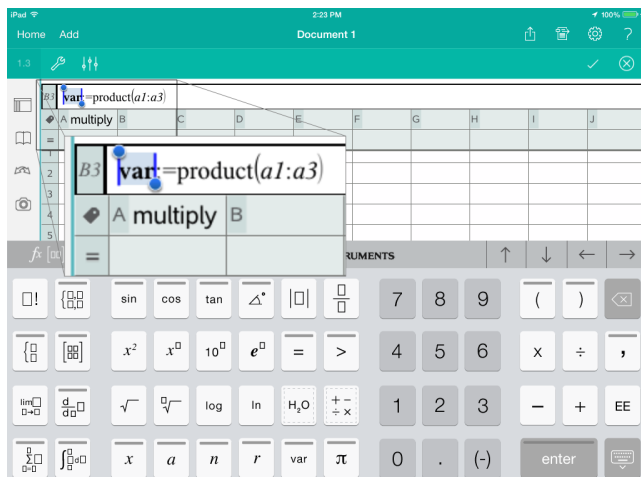 iPad 2:23 PM 100%
Home Add Document 1 ?
1.3
B3 var:=product(a1:a3)
A multiply B C D E F G H I J
=
1
2
3
4
5
B3 var:=product(a1:a3)
A multiply B
=
fx RUMENTS ↑ ↓ ← →
! sin cos tan 7 8 9 ( )
x² x 10 e = > 4 5 6 x ÷ ,
lim d/d √ √ log ln H₂O + − ÷ × 1 2 3 − + EE
Σ ∫ d x a n r var π 0 . (-) enter